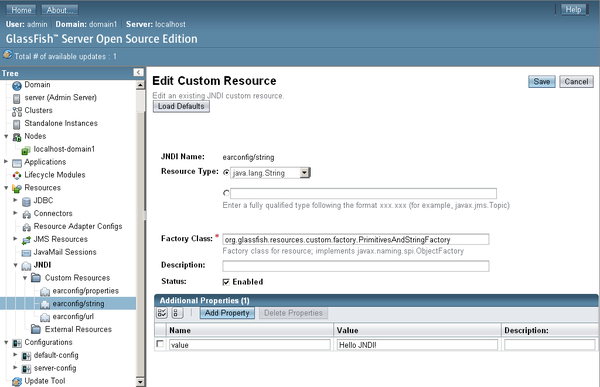 Home About... Help
User: admin Domain: domain1 Server: localhost
GlassFish™ Server Open Source Edition
Total # of available updates : 1
Tree
Domain
server (Admin Server)
Clusters
Standalone Instances
Nodes
localhost-domain1
Applications
Lifecycle Modules
Resources
JDBC
Connectors
Resource Adapter Configs
JMS Resources
JavaMail Sessions
JNDI
Custom Resources
earconfig/properties
earconfig/string
earconfig/url
External Resources
Configurations
default-config
server-config
Update Tool
Edit Custom Resource
Save Cancel
Edit an existing JNDI custom resource.
Load Defaults
JNDI Name: earconfig/string
Resource Type: java.lang.String
Enter a fully qualified type following the format xxx.xxx (for example, javax.jms.Topic)
Factory Class: * org.glassfish.resources.custom.factory.PrimitivesAndStringFactory
Factory class for resource; implements javax.naming.spi.ObjectFactory
Description:
Status: Enabled
Additional Properties (1)
Add Property Delete Properties
Name Value Description:
value Hello JNDI!